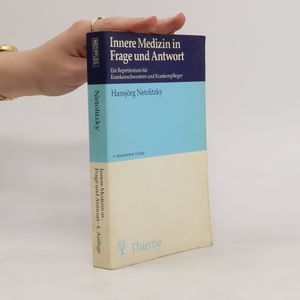 Innere Medizin in
Frage und Antwort
Ein Repetitorium für
Krankenschwestern und Krankenpfleger
Hansjörg Netolitzky
4. überarbeitete Auflage
Thieme
Netolitzky
Innere Medizin in
Frage und Antwort · 4. Auflage